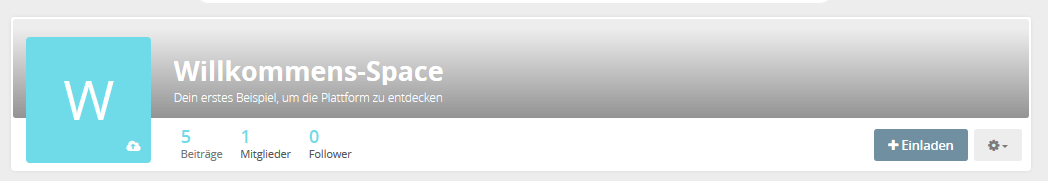 W
Willkommens-Space
Dein erstes Beispiel, um die Plattform zu entdecken
5 1 0
Beiträge Mitglieder Follower
+ Einladen